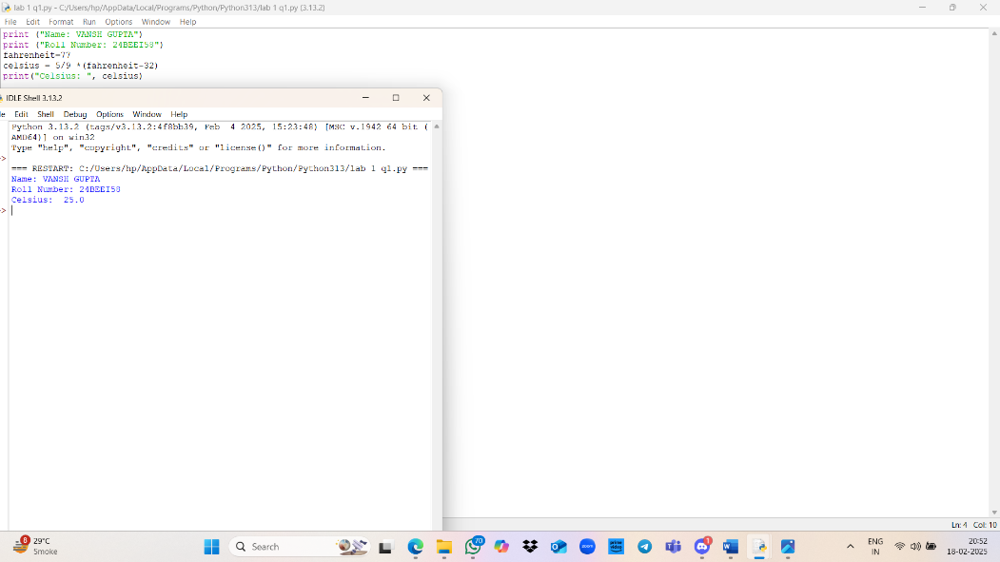 lab 1 q1.py - C:/Users/hp/AppData/Local/Programs/Python/Python313/lab 1 q1.py (3.13.2)
File Edit Format Run Options Window Help
print ("Name: VANSH GUPTA")
print ("Roll Number: 24BEEI58")
fahrenheit=77
celsius = 5/9 *(fahrenheit-32)
print("Celsius: ", celsius)
IDLE Shell 3.13.2
le Edit Shell Debug Options Window Help
Python 3.13.2 (tags/v3.13.2:4f8bb39, Feb  4 2025, 15:23:48) [MSC v.1942 64 bit (
AMD64)] on win32
Type "help", "copyright", "credits" or "license()" for more information.
>
=== RESTART: C:/Users/hp/AppData/Local/Programs/Python/Python313/lab 1 q1.py ===
Name: VANSH GUPTA
Roll Number: 24BEEI58
Celsius:  25.0
>
Ln: 4 Col: 10
8
29°C
Smoke
Search
70
zoom
prime video
1
ENG
IN
20:52
18-02-2025